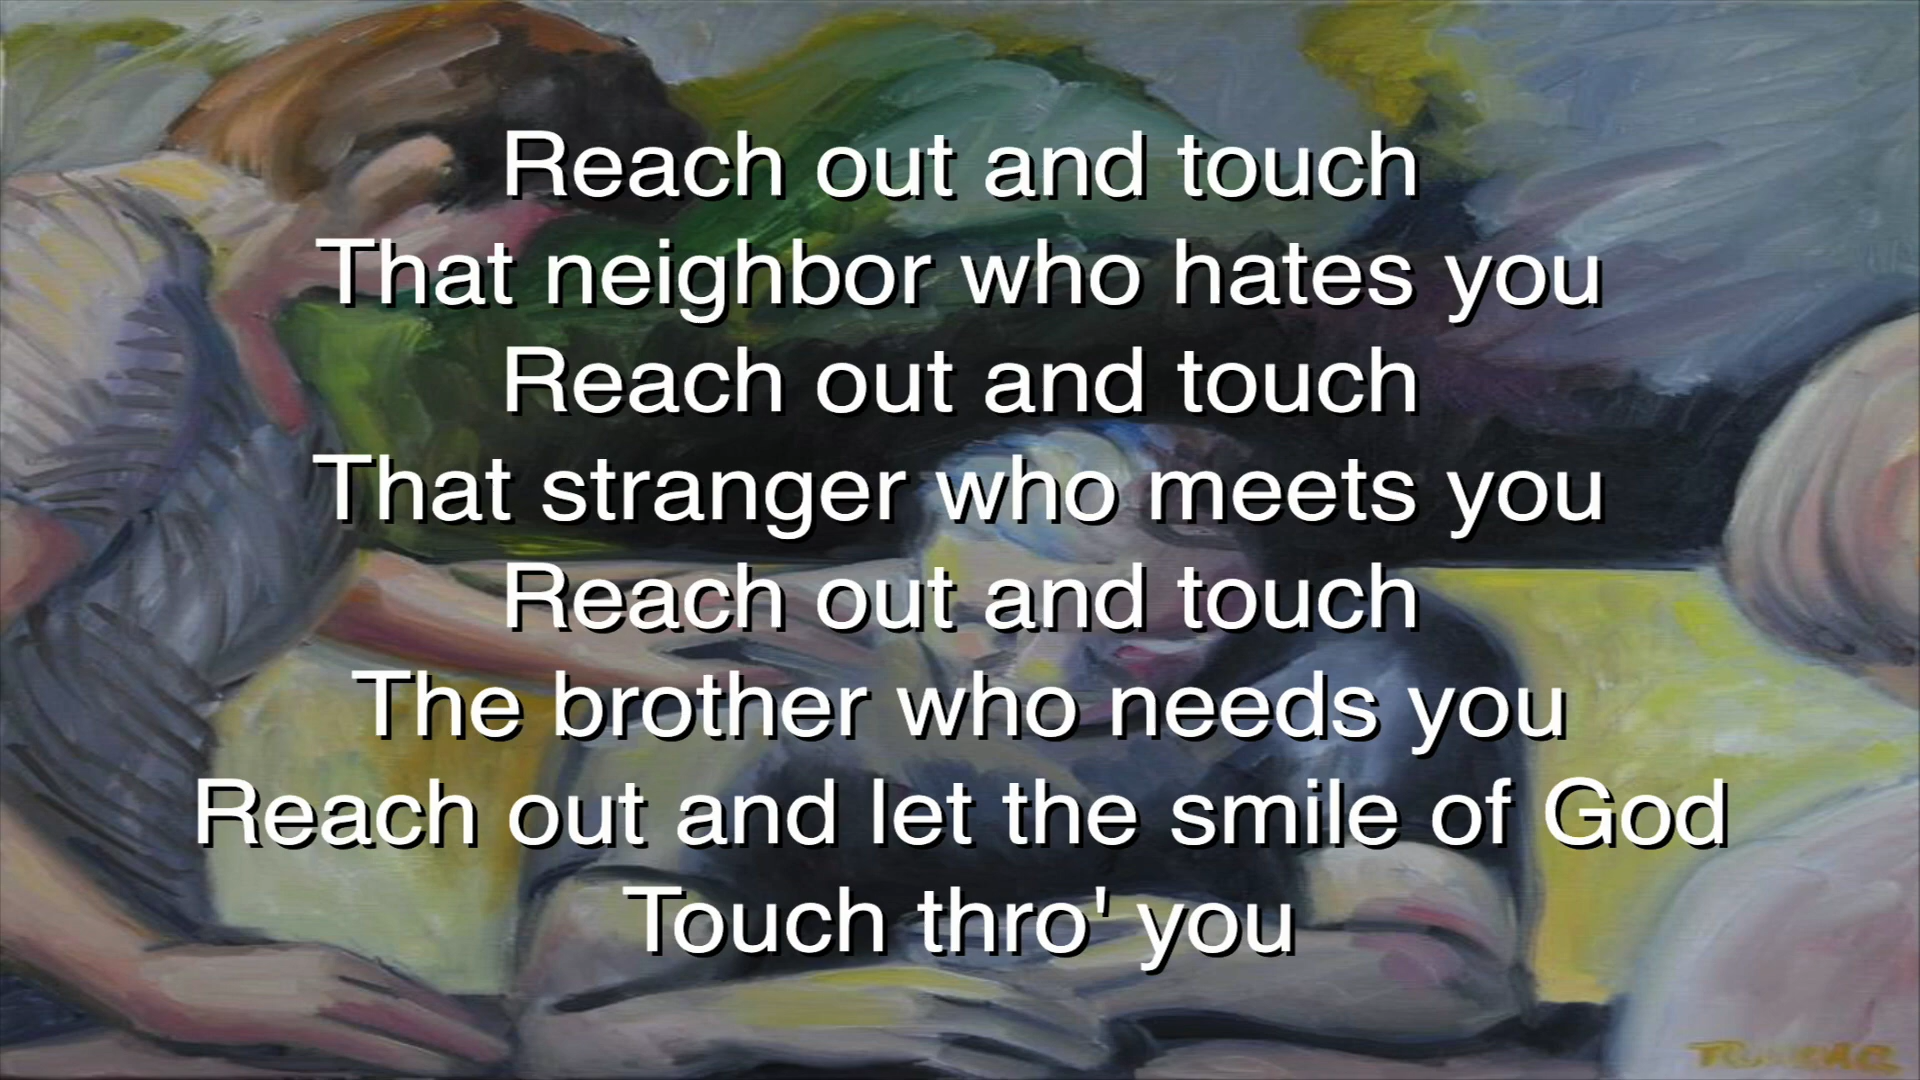 Reach out and touch
That neighbor who hates you
Reach out and touch
That stranger who meets you
Reach out and touch
The brother who needs you
Reach out and let the smile of God
Touch thro' you